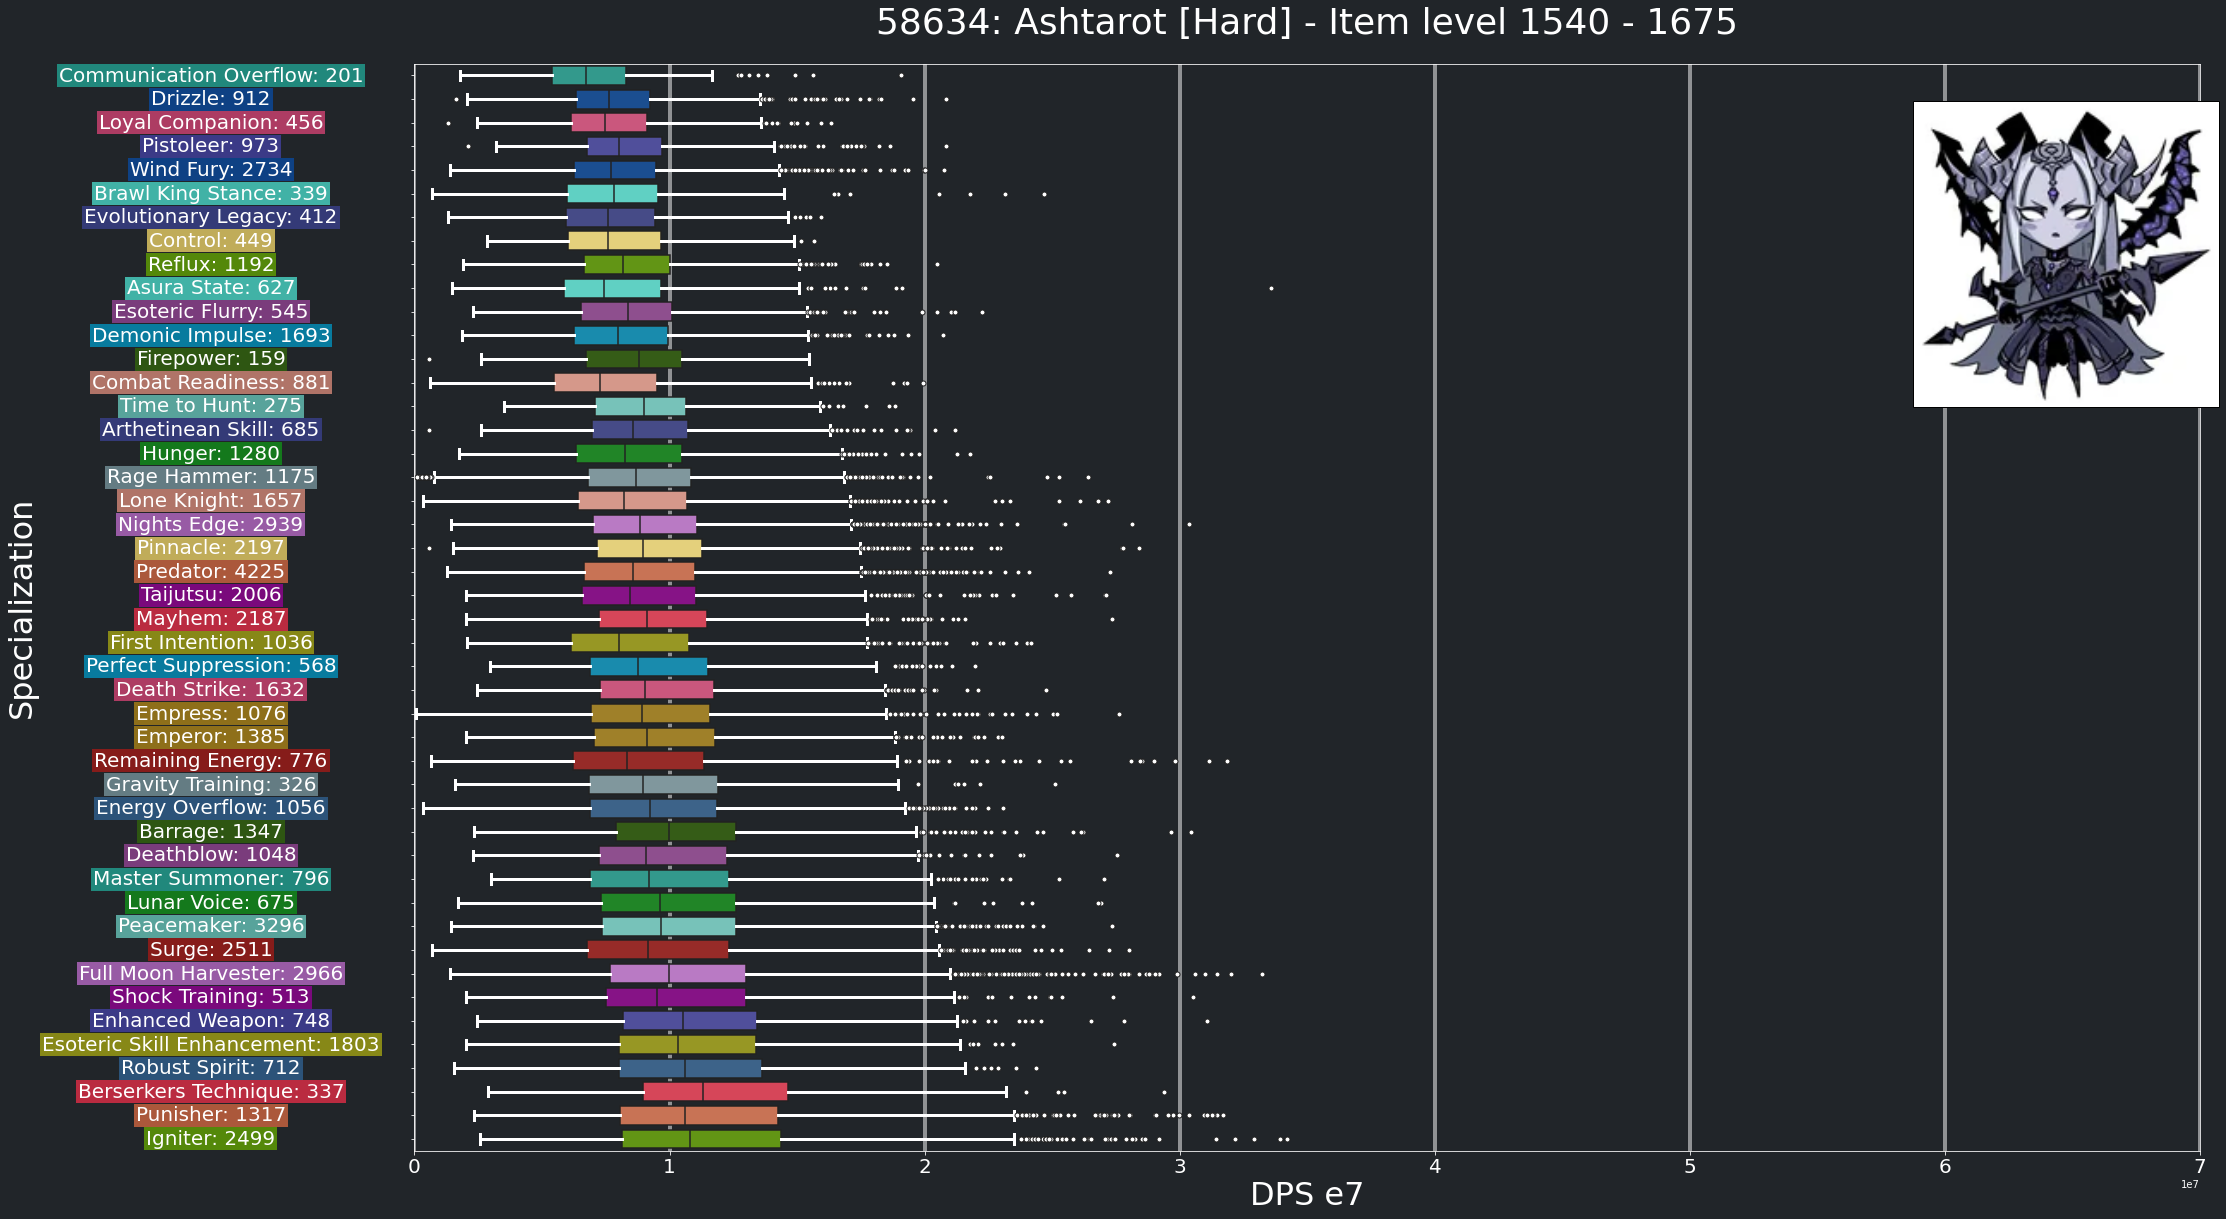 58634: Ashtarot [Hard] - Item level 1540 - 1675
Specialization
Communication Overflow: 201
Drizzle: 912
Loyal Companion: 456
Pistoleer: 973
Wind Fury: 2734
Brawl King Stance: 339
Evolutionary Legacy: 412
Control: 449
Reflux: 1192
Asura State: 627
Esoteric Flurry: 545
Demonic Impulse: 1693
Firepower: 159
Combat Readiness: 881
Time to Hunt: 275
Arthetinean Skill: 685
Hunger: 1280
Rage Hammer: 1175
Lone Knight: 1657
Nights Edge: 2939
Pinnacle: 2197
Predator: 4225
Taijutsu: 2006
Mayhem: 2187
First Intention: 1036
Perfect Suppression: 568
Death Strike: 1632
Empress: 1076
Emperor: 1385
Remaining Energy: 776
Gravity Training: 326
Energy Overflow: 1056
Barrage: 1347
Deathblow: 1048
Master Summoner: 796
Lunar Voice: 675
Peacemaker: 3296
Surge: 2511
Full Moon Harvester: 2966
Shock Training: 513
Enhanced Weapon: 748
Esoteric Skill Enhancement: 1803
Robust Spirit: 712
Berserkers Technique: 337
Punisher: 1317
Igniter: 2499
0 1 2 3 4 5 6 7
1e7
DPS e7